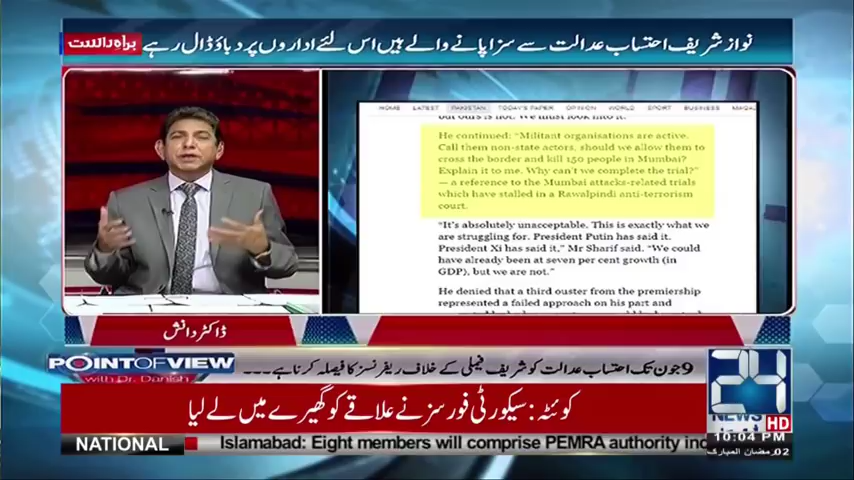 نواز شریف احتساب عدالت سے سزا پانے والے ہیں اس لئے اداروں پر دباؤ ڈال رہے
براہ راست
HOME LATEST PAKISTAN TODAY'S PAPER OPINION WORLD SPORT BUSINESS
but ours is not. We must look into it.
He continued: “Militant organisations are active.
Call them non-state actors, should we allow them to
cross the border and kill 150 people in Mumbai?
Explain it to me. Why can't we complete the trial?”
— a reference to the Mumbai attacks-related trials
which have stalled in a Rawalpindi anti-terrorism
court.
“It's absolutely unacceptable. This is exactly what we
are struggling for. President Putin has said it.
President Xi has said it,” Mr Sharif said. “We could
have already been at seven per cent growth (in
GDP), but we are not.”
He denied that a third ouster from the premiership
represented a failed approach on his part and
ڈاکٹر دانش
POINT OF VIEW
with Dr. Danish
9 جون تک احتساب عدالت کو شریف فیملی کے خلاف ریفرنسز کا فیصلہ کرنا ہے۔۔۔
24
NEWS HD
کوئٹہ : سیکورٹی فورسز نے علاقے کو گھیرے میں لے لیا
10:04 PM
02 رمضان المبارک
NATIONAL
Islamabad: Eight members will comprise PEMRA authority